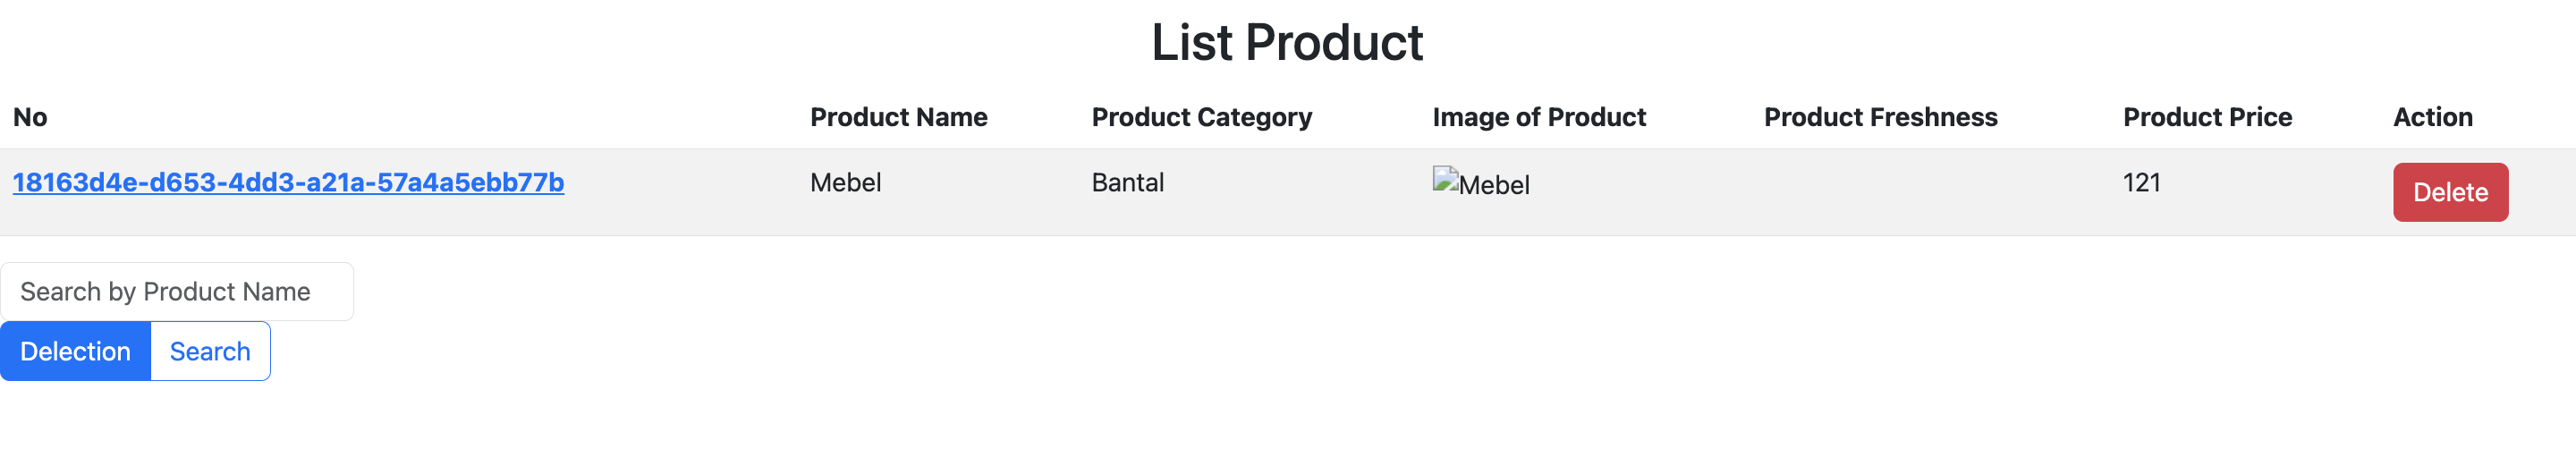 List Product
No Product Name Product Category Image of Product Product Freshness Product Price Action
18163d4e-d653-4dd3-a21a-57a4a5ebb77b Mebel Bantal Mebel 121 Delete
Search by Product Name
Delection Search